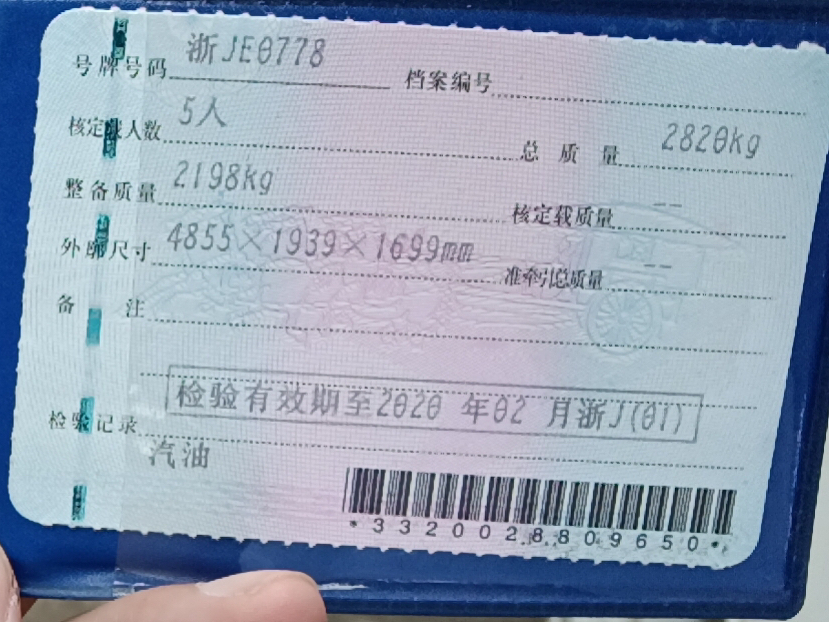 号牌号码 浙JE0778 档案编号
核定载人数 5人 总质量 2820kg
整备质量 2198kg 核定载质量 --
外廓尺寸 4855×1939×1699mm 准牵引总质量 --
备注
检验有效期至2020 年02 月浙J(01)
检验记录
汽油
*3320028809650*